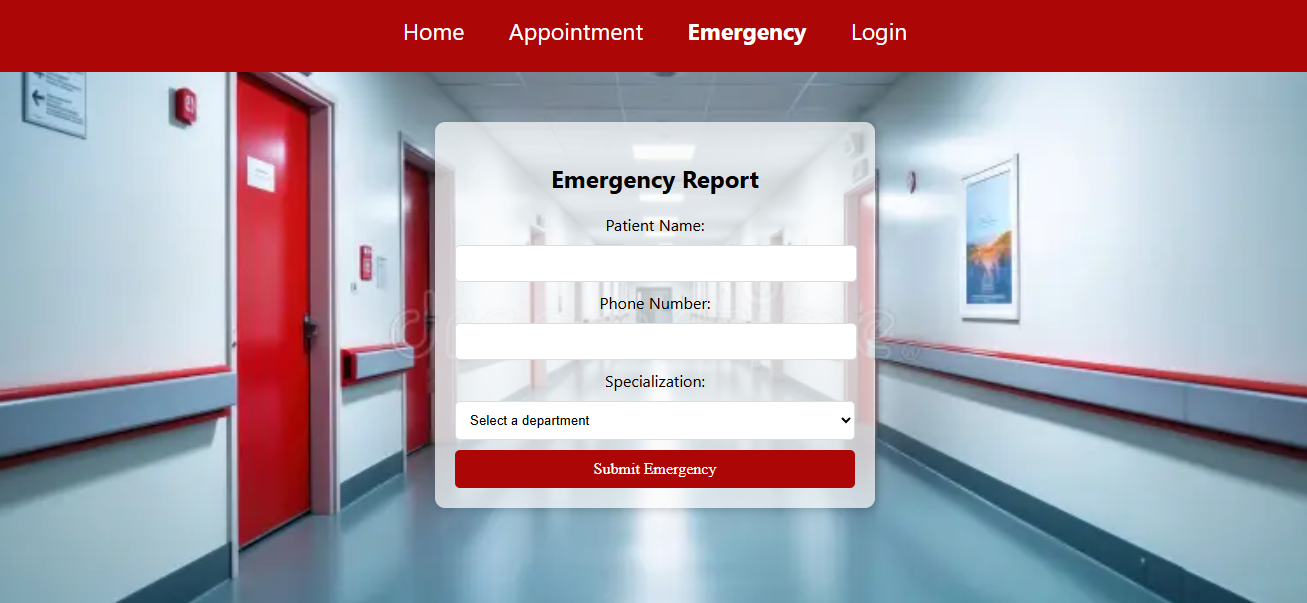 Home Appointment Emergency Login
Emergency Report
Patient Name:
Phone Number:
Specialization:
Select a department
Submit Emergency